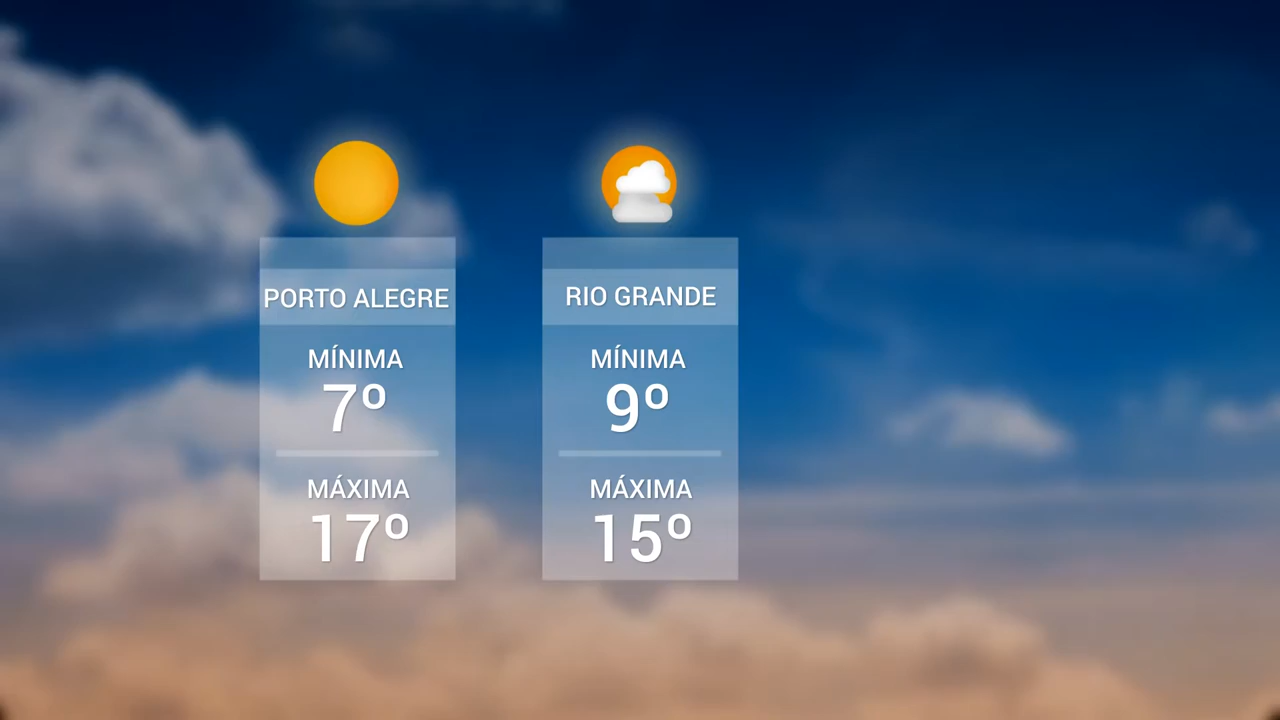 PORTO ALEGRE
MÍNIMA
7º
MÁXIMA
17º
RIO GRANDE
MÍNIMA
9º
MÁXIMA
15º